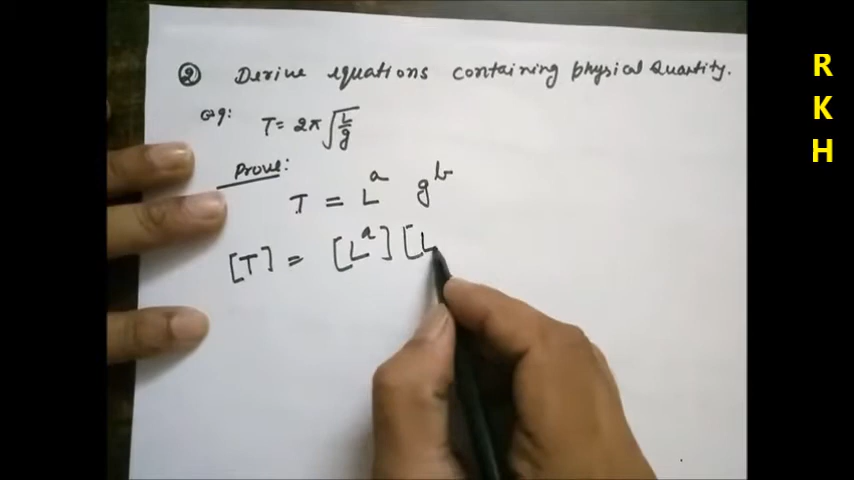 ② Derive equations containing physical Quantity.
eg: T = 2π √(L/g)
Prove:
T = L^a g^b
[T] = [L^a] [L
R
K
H